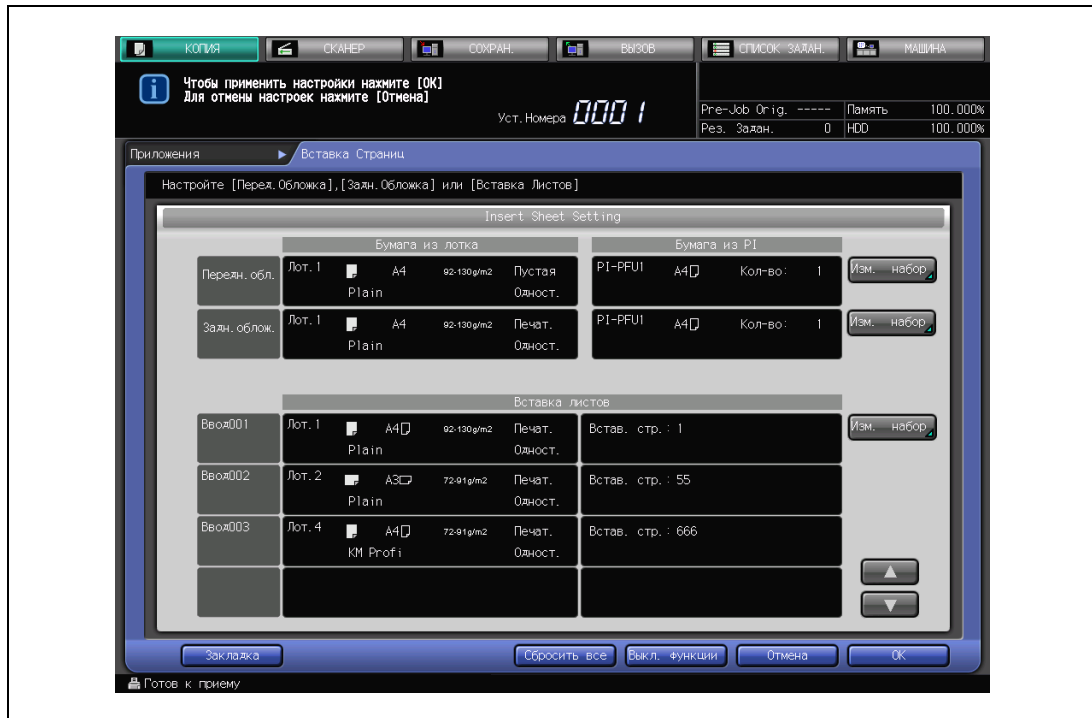 КОПИЯ
СКАНЕР
СОХРАН.
ВЫЗОВ
СПИСОК ЗАДАН.
МАШИНА
Чтобы применить настройки нажмите [OK]
Для отмены настроек нажмите [Отмена]
Уст.Номера 0001
Pre-Job Orig. -----
Память 100.000%
Рез. Задан. 0
HDD 100.000%
Приложения
Вставка Страниц
Настройте [Перед.Обложка],[Задн.Обложка] или [Вставка Листов]
Insert Sheet Setting
Бумага из лотка
Бумага из PI
Передн. обл.
Лот. 1 A4 92-130g/m2 Пустая
Plain Одност.
PI-PFU1 A4 Кол-во: 1
Изм. набор
Задн. облож.
Лот. 1 A4 92-130g/m2 Печат.
Plain Одност.
PI-PFU1 A4 Кол-во: 1
Изм. набор
Вставка листов
Ввод001
Лот. 1 A4 92-130g/m2 Печат.
Plain Одност.
Встав. стр.: 1
Изм. набор
Ввод002
Лот. 2 A3 72-91g/m2 Печат.
Plain Одност.
Встав. стр.: 55
Ввод003
Лот. 4 A4 72-91g/m2 Печат.
KM Profi Одност.
Встав. стр.: 666
Закладка
Сбросить все
Выкл. функции
Отмена
OK
Готов к приему